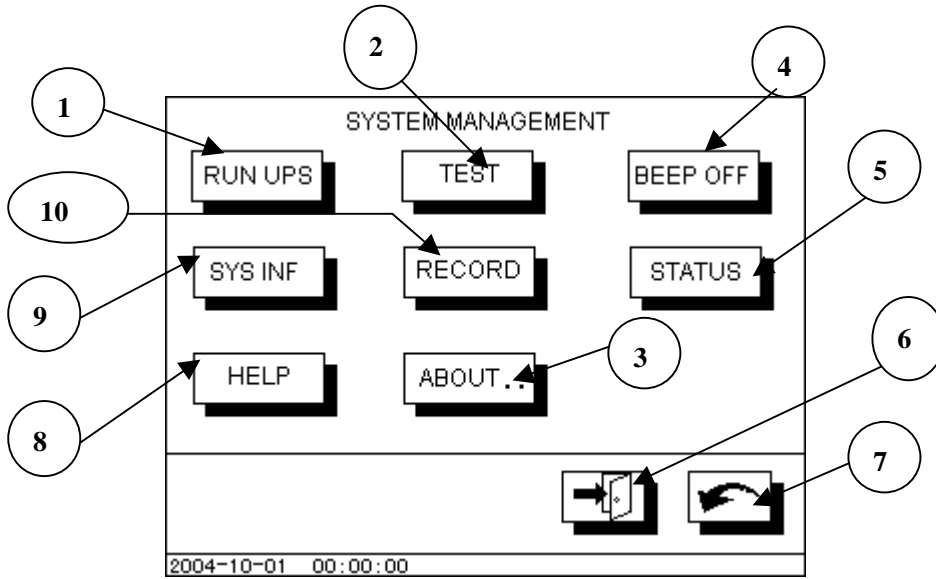 2
4
1
SYSTEM MANAGEMENT
RUN UPS
TEST
BEEP OFF
5
10
SYS INF
RECORD
STATUS
9
6
3
HELP
ABOUT..
8
7
2004-10-01 00:00:00